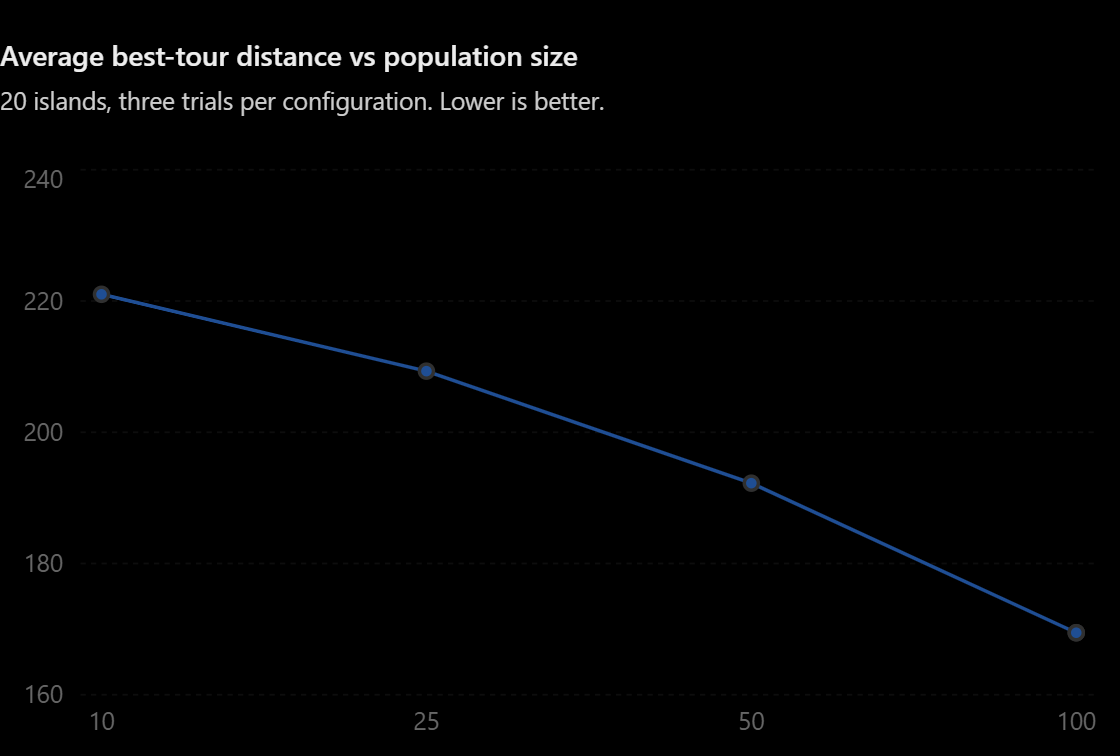 Average best-tour distance vs population size
20 islands, three trials per configuration. Lower is better.
240
220
200
180
160
10 25 50 100